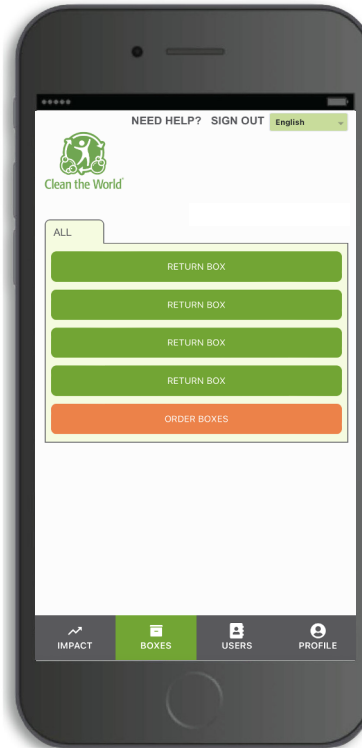 NEED HELP? SIGN OUT English
Clean the World
ALL
RETURN BOX
RETURN BOX
RETURN BOX
RETURN BOX
ORDER BOXES
IMPACT BOXES USERS PROFILE